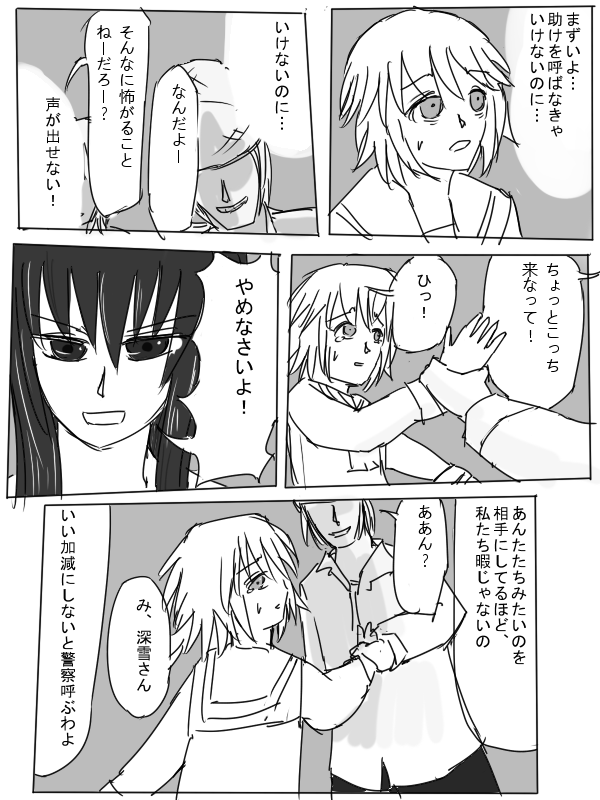 まずいよ…
助けを呼ばなきゃ
いけないのに…
いけないのに…
なんだよー
そんなに怖がること
ねーだろー？
声が出せない！
ちょっとこっち
来なって！
ひっ！
やめなさいよ！
あんたたちみたいのを
相手にしてるほど、
私たち暇じゃないの
ああん？
み、深雪さん
いい加減にしないと警察呼ぶわよ